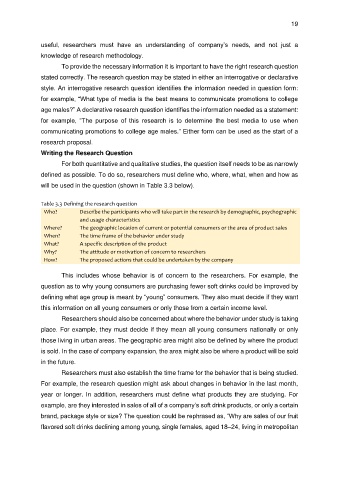 19
useful, researchers must have an understanding of company's needs, and not just a
knowledge of research methodology.
To provide the necessary information it is important to have the right research question
stated correctly. The research question may be stated in either an interrogative or declarative
style. An interrogative research question identifies the information needed in question form:
for example, "What type of media is the best means to communicate promotions to college
age males?" A declarative research question identifies the information needed as a statement:
for example, "The purpose of this research is to determine the best media to use when
communicating promotions to college age males." Either form can be used as the start of a
research proposal.
Writing the Research Question
For both quantitative and qualitative studies, the question itself needs to be as narrowly
defined as possible. To do so, researchers must define who, where, what, when and how as
will be used in the question (shown in Table 3.3 below).
Table 3.3 Defining the research question
Who? Describe the participants who will take part in the research by demographic, psychographic
and usage characteristics
Where? The geographic location of current or potential consumers or the area of product sales
When? The time frame of the behavior under study
What? A specific description of the product
Why? The attitude or motivation of concern to researchers
How? The proposed actions that could be undertaken by the company
This includes whose behavior is of concern to the researchers. For example, the
question as to why young consumers are purchasing fewer soft drinks could be improved by
defining what age group is meant by "young" consumers. They also must decide if they want
this information on all young consumers or only those from a certain income level.
Researchers should also be concerned about where the behavior under study is taking
place. For example, they must decide if they mean all young consumers nationally or only
those living in urban areas. The geographic area might also be defined by where the product
is sold. In the case of company expansion, the area might also be where a product will be sold
in the future.
Researchers must also establish the time frame for the behavior that is being studied.
For example, the research question might ask about changes in behavior in the last month,
year or longer. In addition, researchers must define what products they are studying. For
example, are they interested in sales of all of a company's soft drink products, or only a certain
brand, package style or size? The question could be rephrased as, "Why are sales of our fruit
flavored soft drinks declining among young, single females, aged 18–24, living in metropolitan